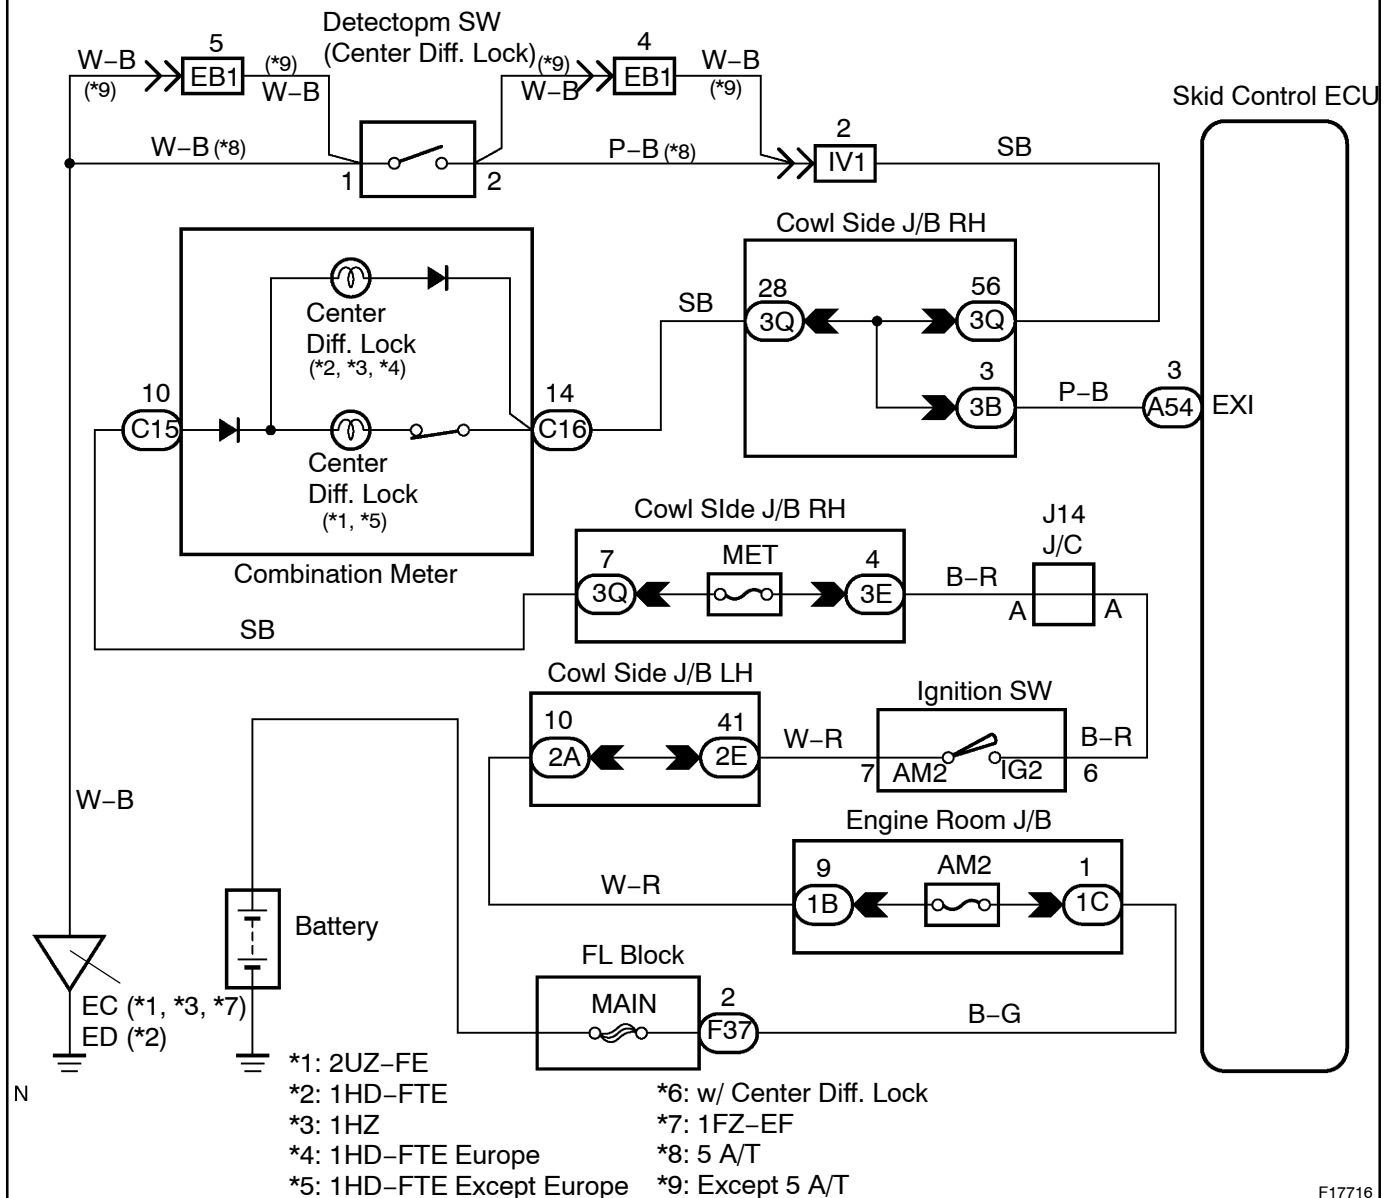 Detectopm SW
(Center Diff. Lock)
5
4
W–B
(*9)
EB1
(*9)
W–B
(*9)
W–B
EB1
W–B
(*9)
Skid Control ECU
W–B (*8)
1
2
P–B (*8)
2
IV1
SB
Cowl Side J/B RH
28
3Q
56
3Q
SB
3
3B
P–B
3
A54
EXI
Center
Diff. Lock
(*2, *3, *4)
10
C15
14
C16
Center
Diff. Lock
(*1, *5)
Combination Meter
Cowl SIde J/B RH
7
3Q
MET
4
3E
B–R
J14
J/C
A
A
SB
Cowl Side J/B LH
10
2A
41
2E
W–R
Ignition SW
7
AM2
IG2
6
B–R
W–B
Engine Room J/B
9
1B
AM2
1
1C
W–R
Battery
FL Block
MAIN
2
F37
B–G
EC (*1, *3, *7)
ED (*2)
N
*1: 2UZ–FE
*2: 1HD–FTE
*3: 1HZ
*4: 1HD–FTE Europe
*5: 1HD–FTE Except Europe
*6: w/ Center Diff. Lock
*7: 1FZ–EF
*8: 5 A/T
*9: Except 5 A/T
F17716